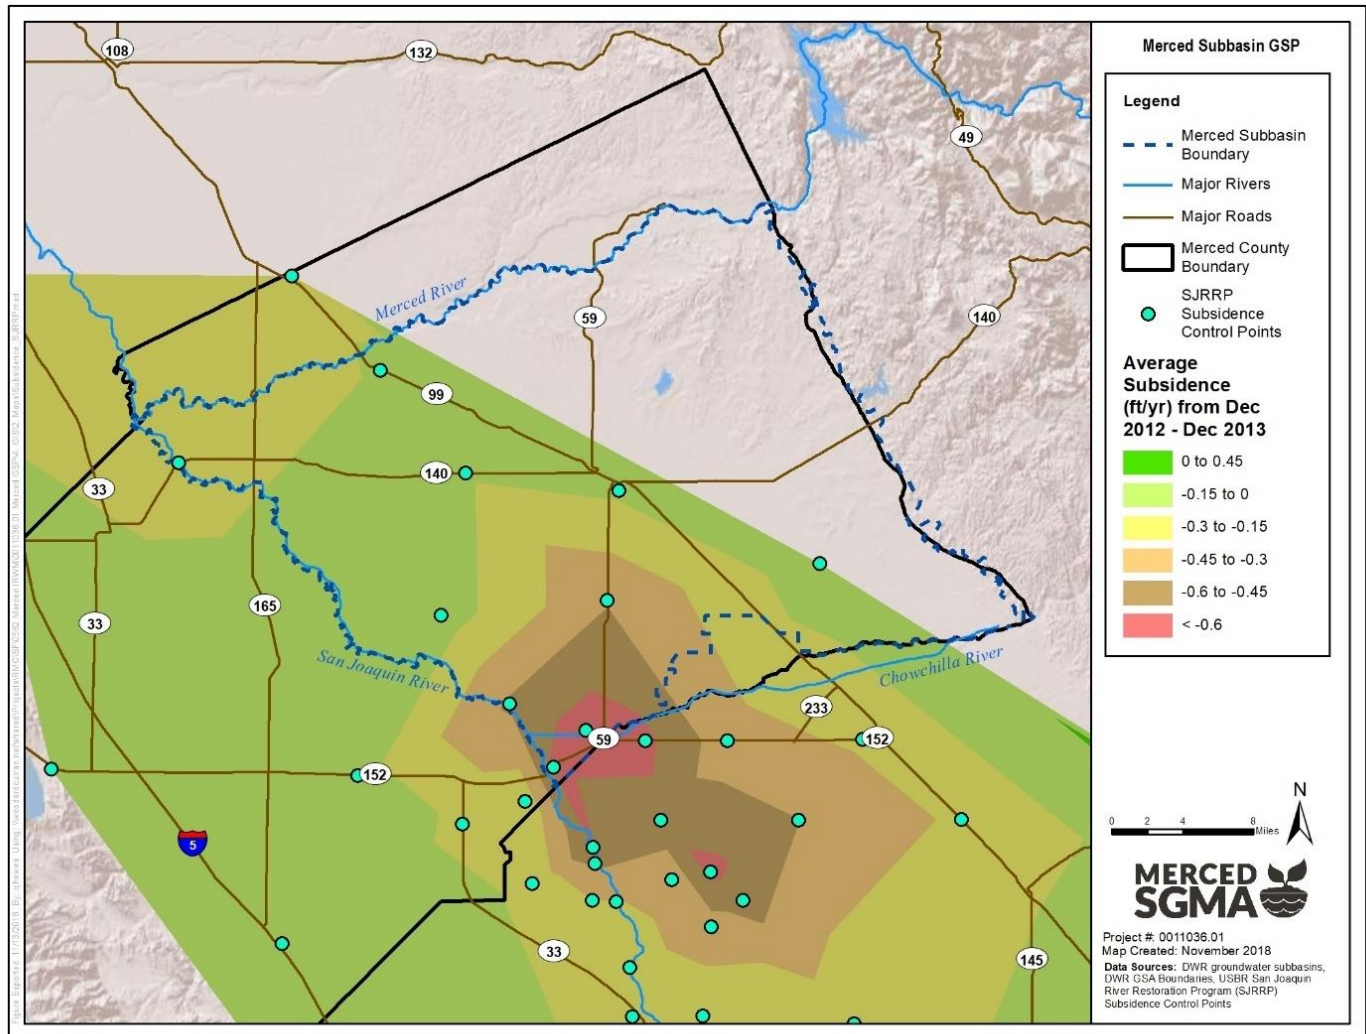 Merced Subbasin GSP
Legend
Merced Subbasin
Boundary
Major Rivers
Major Roads
Merced County
Boundary
SJRRP
Subsidence
Control Points
Average
Subsidence
(ft/yr) from Dec
2012 - Dec 2013
0 to 0.45
-0.15 to 0
-0.3 to -0.15
-0.45 to -0.3
-0.6 to -0.45
< -0.6
N
0 2 4 8
Miles
MERCED
SGMA
Project #: 0011036.01
Map Created: November 2018
Data Sources: DWR groundwater subbasins,
DWR GSA Boundaries, USBR San Joaquin
River Restoration Program (SJRRP)
Subsidence Control Points
108
132
49
Merced River
59
140
99
140
33
165
33
San Joaquin River
Chowchilla River
233
59
152
152
5
33
145